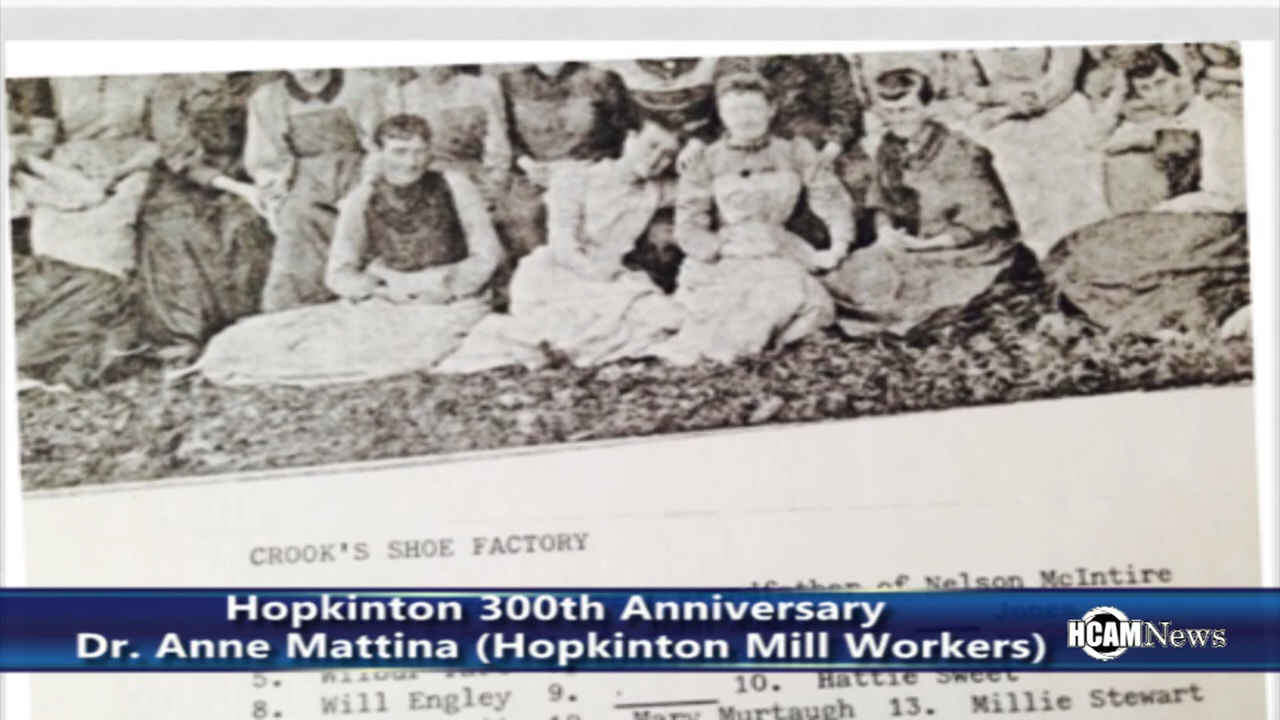 CROOK'S SHOE FACTORY
of Nelson McIntire
Hopkinton 300th Anniversary
Dr. Anne Mattina (Hopkinton Mill Workers)
HCAMNews
5. 10. Hattie Sweet
8. Will Engley 9. Mary Murtaugh 13. Millie Stewart